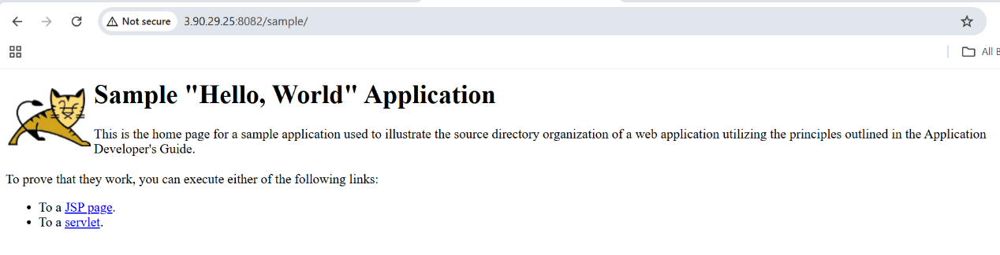 Not secure 3.90.29.25:8082/sample/
All B
Sample "Hello, World" Application
This is the home page for a sample application used to illustrate the source directory organization of a web application utilizing the principles outlined in the Application
Developer's Guide.
To prove that they work, you can execute either of the following links:
• To a JSP page.
• To a servlet.